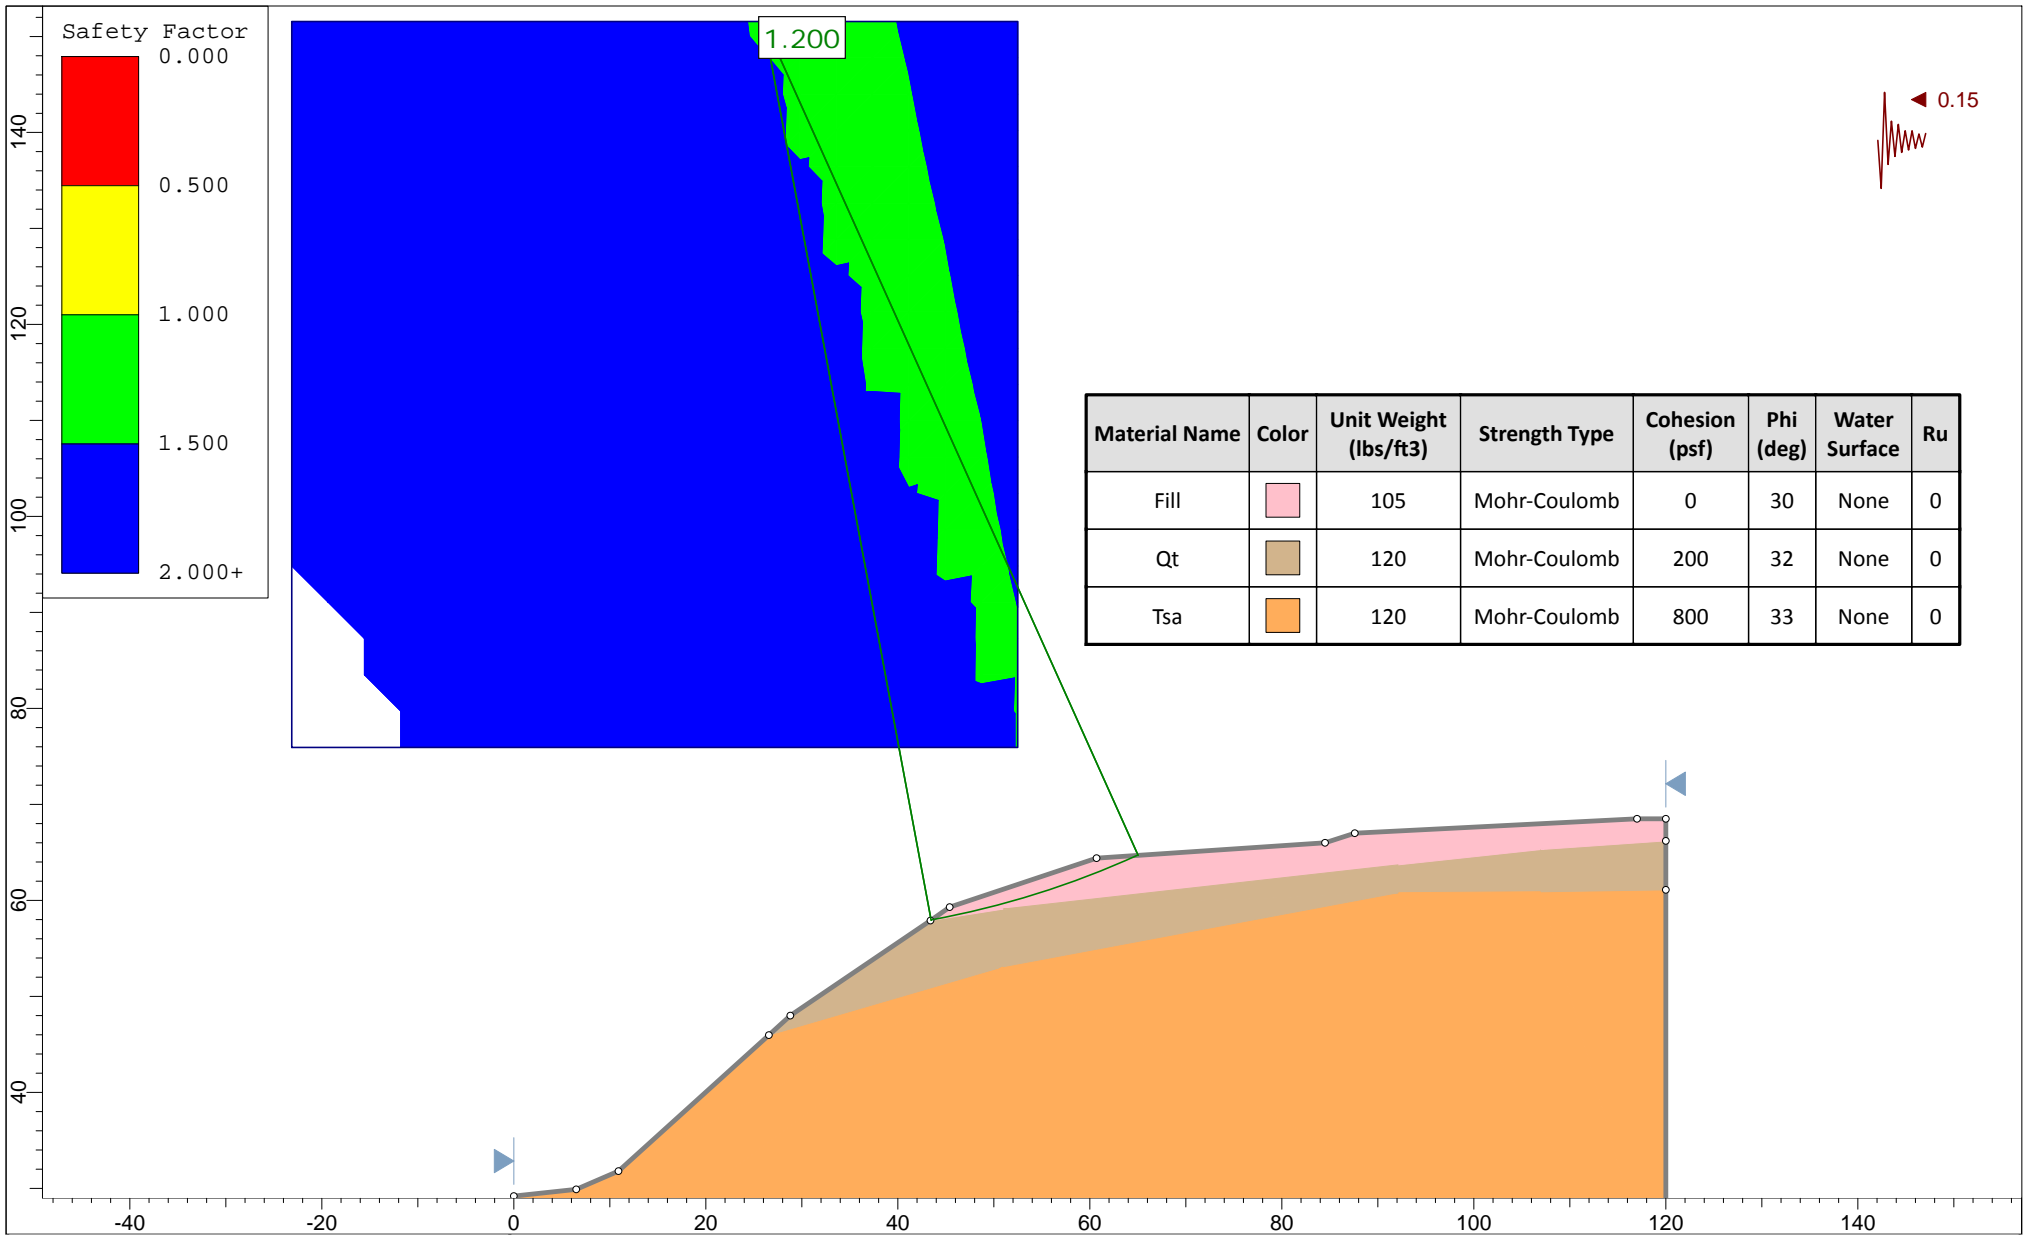 Safety Factor
0.000
0.500
1.000
1.500
2.000+
1.200
0.15
Material Name Color Unit Weight (lbs/ft3) Strength Type Cohesion (psf) Phi (deg) Water Surface Ru
Fill 105 Mohr-Coulomb 0 30 None 0
Qt 120 Mohr-Coulomb 200 32 None 0
Tsa 120 Mohr-Coulomb 800 33 None 0
140
120
100
80
60
40
-40 -20 0 20 40 60 80 100 120 140